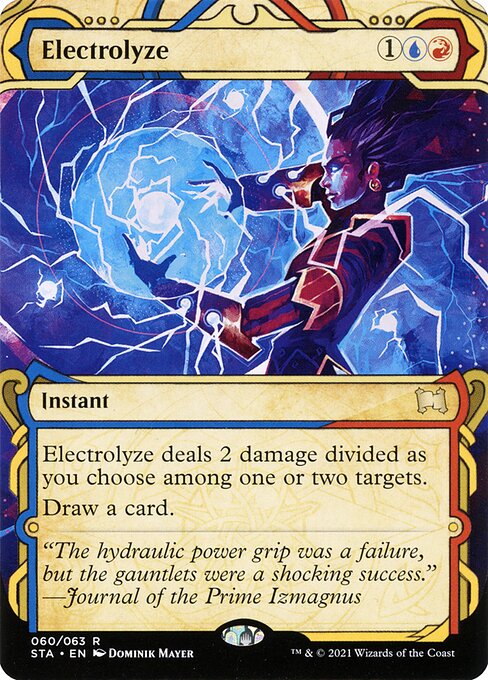 Electrolyze 1
Instant
Electrolyze deals 2 damage divided as
you choose among one or two targets.
Draw a card.
“The hydraulic power grip was a failure,
but the gauntlets were a shocking success.”
—Journal of the Prime Izmagnus
060/063 R
STA • EN Dominik Mayer
™ & © 2021 Wizards of the Coast